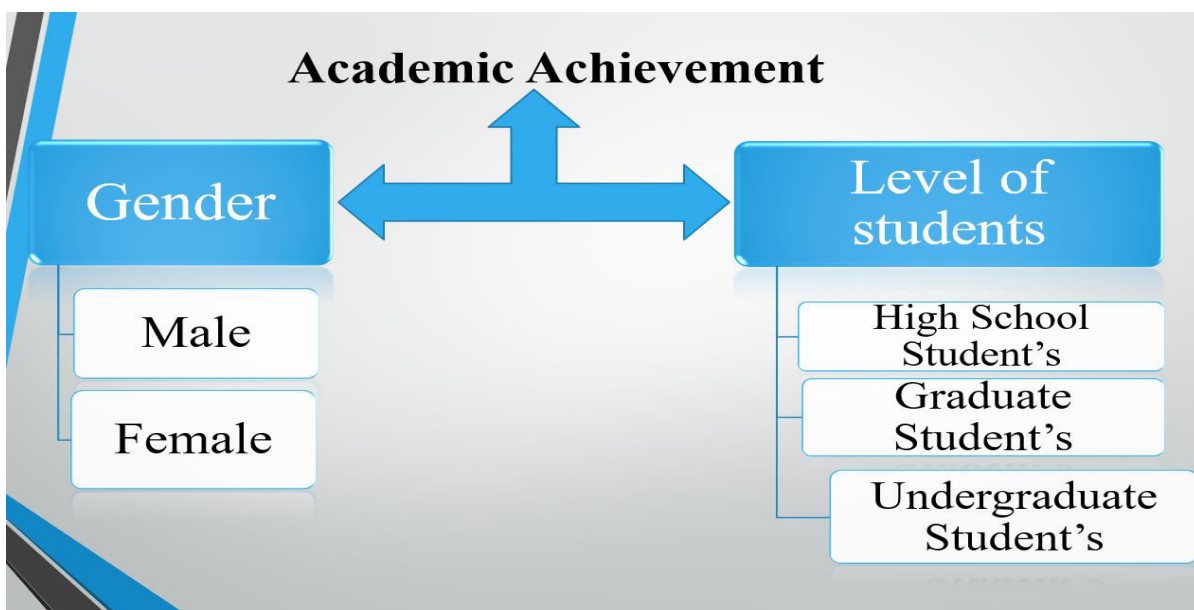 Academic Achievement
Gender
Male
Female
Level of
students
High School
Student’s
Graduate
Student’s
Undergraduate
Student’s